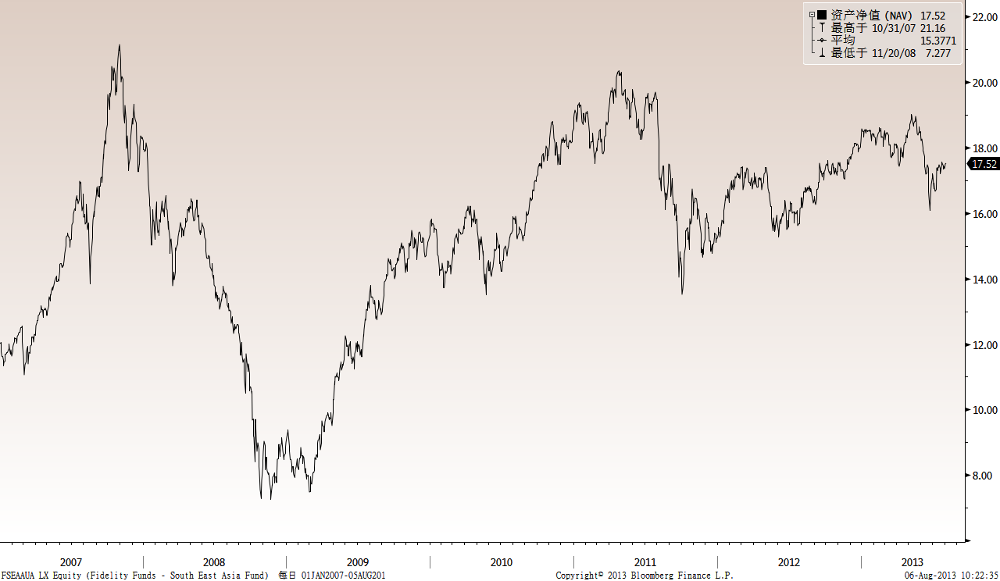 资产净值 (NAV) 17.52
最高于 10/31/07 21.16
平均 15.3771
最低于 11/20/08 7.277
22.00
20.00
18.00
17.52
16.00
14.00
12.00
10.00
8.00
2007 2008 2009 2010 2011 2012 2013
FSEAAUA LX Equity (Fidelity Funds - South East Asia Fund) 每日 01JAN2007-05AUG201 Copyright© 2013 Bloomberg Finance L.P. 06-Aug-2013 10:22:35